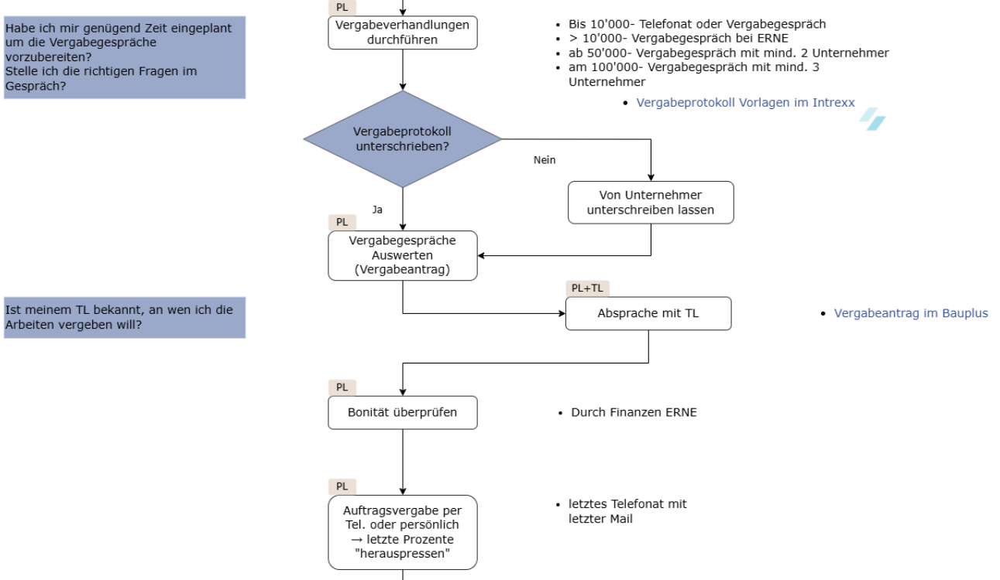 PL
Vergabeverhandlungen
durchführen
Habe ich mir genügend Zeit eingeplant
um die Vergabegespräche
vorzubereiten?
Stelle ich die richtigen Fragen im
Gespräch?
• Bis 10'000- Telefonat oder Vergabegespräch
• > 10'000- Vergabegespräch bei ERNE
• ab 50'000- Vergabegespräch mit mind. 2 Unternehmer
• am 100'000- Vergabegespräch mit mind. 3
Unternehmer
• Vergabeprotokoll Vorlagen im Intrexx
Vergabeprotokoll
unterschrieben?
Nein
Von Unternehmer
unterschreiben lassen
Ja
PL
Vergabegespräche
Auswerten
(Vergabeantrag)
PL+TL
Absprache mit TL
Ist meinem TL bekannt, an wen ich die
Arbeiten vergeben will?
• Vergabeantrag im Bauplus
PL
Bonität überprüfen
• Durch Finanzen ERNE
PL
Auftragsvergabe per
Tel. oder persönlich
→ letzte Prozente
"herauspressen"
• letztes Telefonat mit
letzter Mail